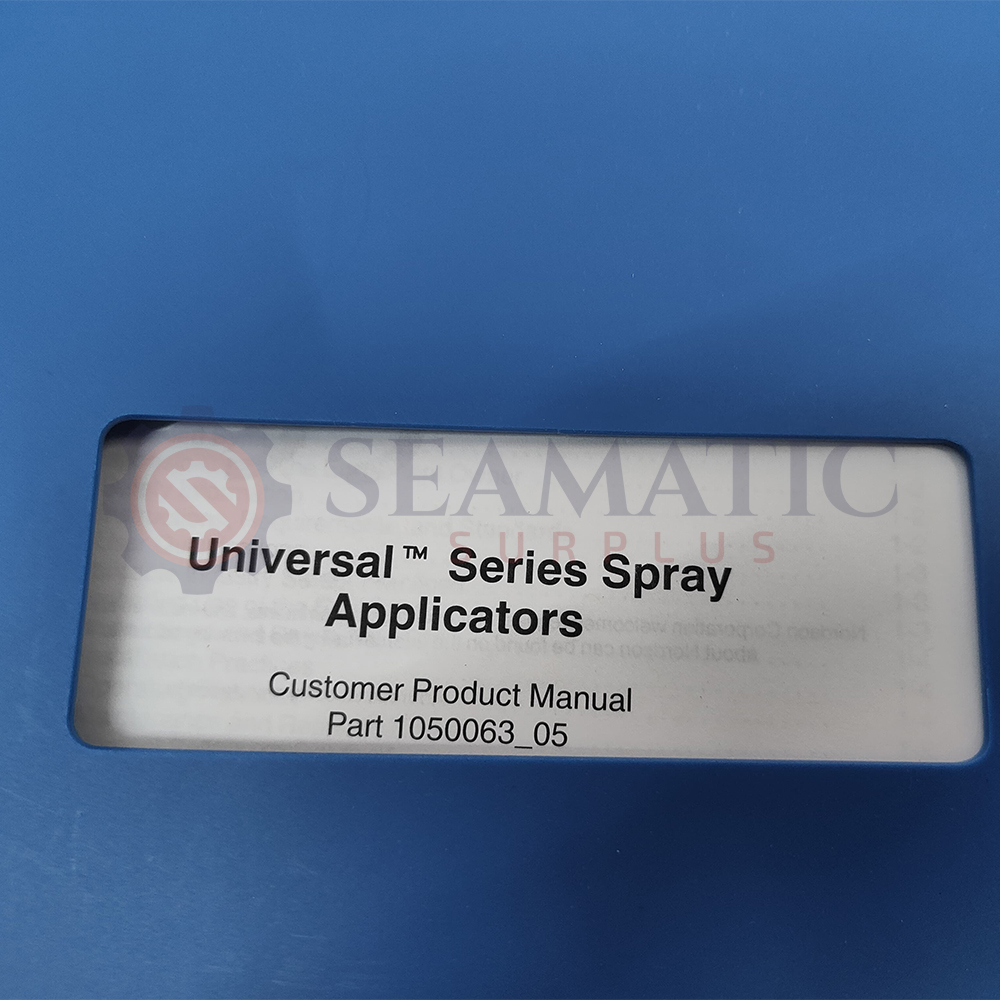 SEAMATIC
SURPLUS
Universal™ Series Spray
Applicators
Customer Product Manual
Part 1050063_05